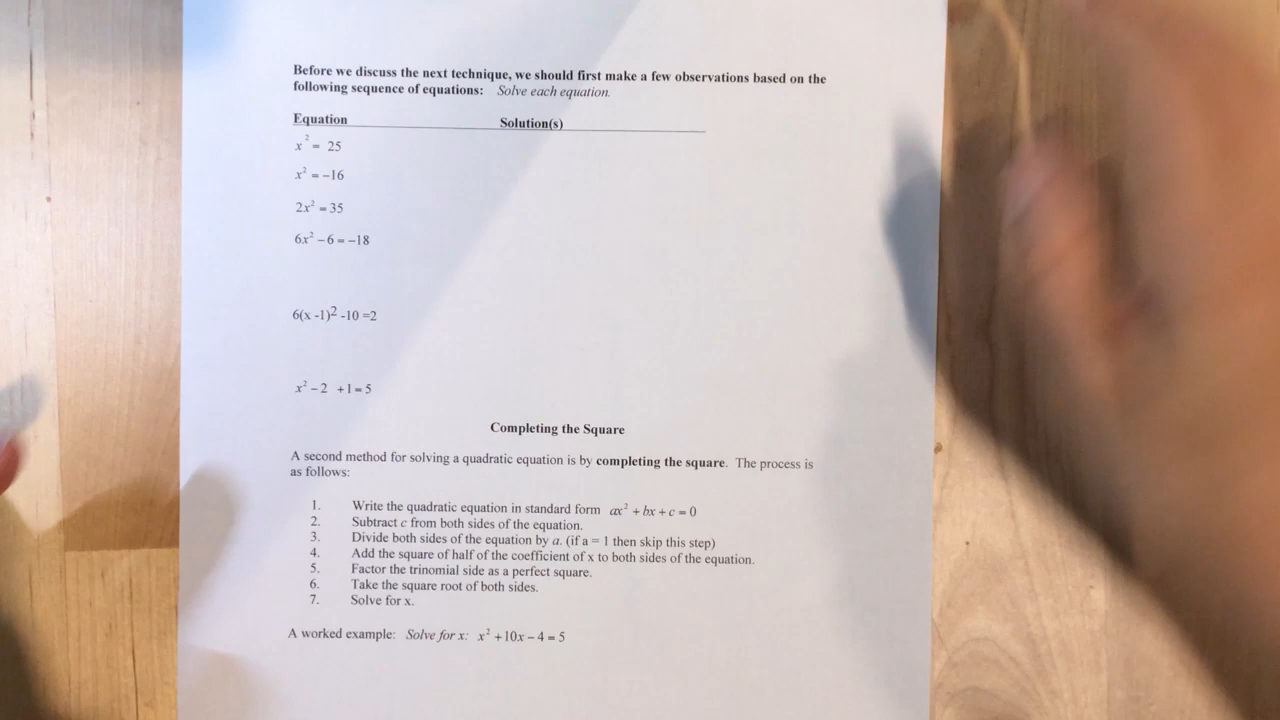 Before we discuss the next technique, we should first make a few observations based on the
following sequence of equations: Solve each equation.
Equation Solution(s)
x² = 25
x² = −16
2x² = 35
6x² − 6 = −18
6(x -1)² -10 =2
x² − 2 +1 = 5
Completing the Square
A second method for solving a quadratic equation is by completing the square. The process is
as follows:
1. Write the quadratic equation in standard form ax² + bx + c = 0
2. Subtract c from both sides of the equation.
3. Divide both sides of the equation by a. (if a = 1 then skip this step)
4. Add the square of half of the coefficient of x to both sides of the equation.
5. Factor the trinomial side as a perfect square.
6. Take the square root of both sides.
7. Solve for x.
A worked example: Solve for x: x² + 10x − 4 = 5